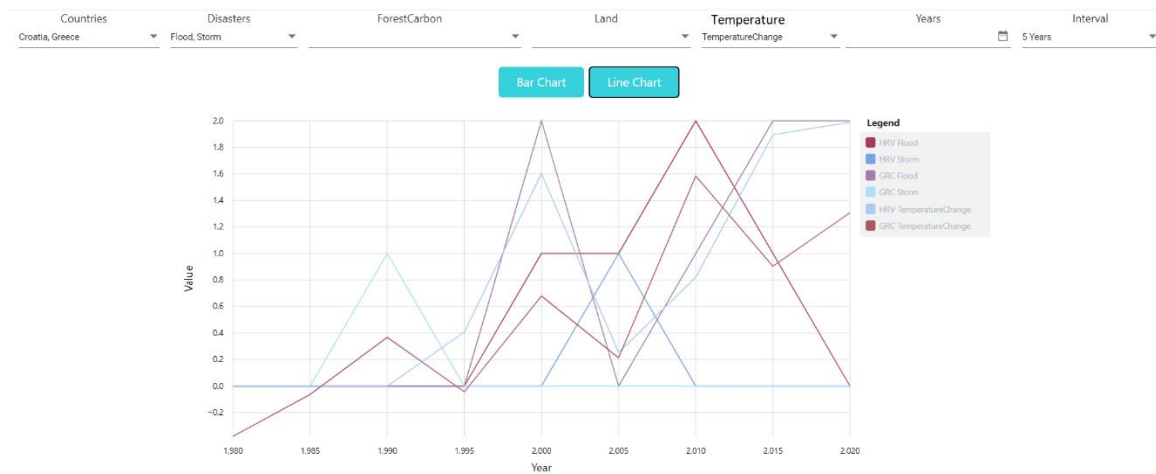 Countries Disasters ForestCarbon Land Temperature Years Interval
Croatia, Greece Flood, Storm TemperatureChange 5 Years
Bar Chart Line Chart
2.0
1.8
1.6
1.4
1.2
1.0
0.8
0.6
0.4
0.2
0.0
−0.2
Value
1,980 1,985 1,990 1,995 2,000 2,005 2,010 2,015 2,020
Year
Legend
HRV Flood
HRV Storm
GRC Flood
GRC Storm
HRV TemperatureChange
GRC TemperatureChange